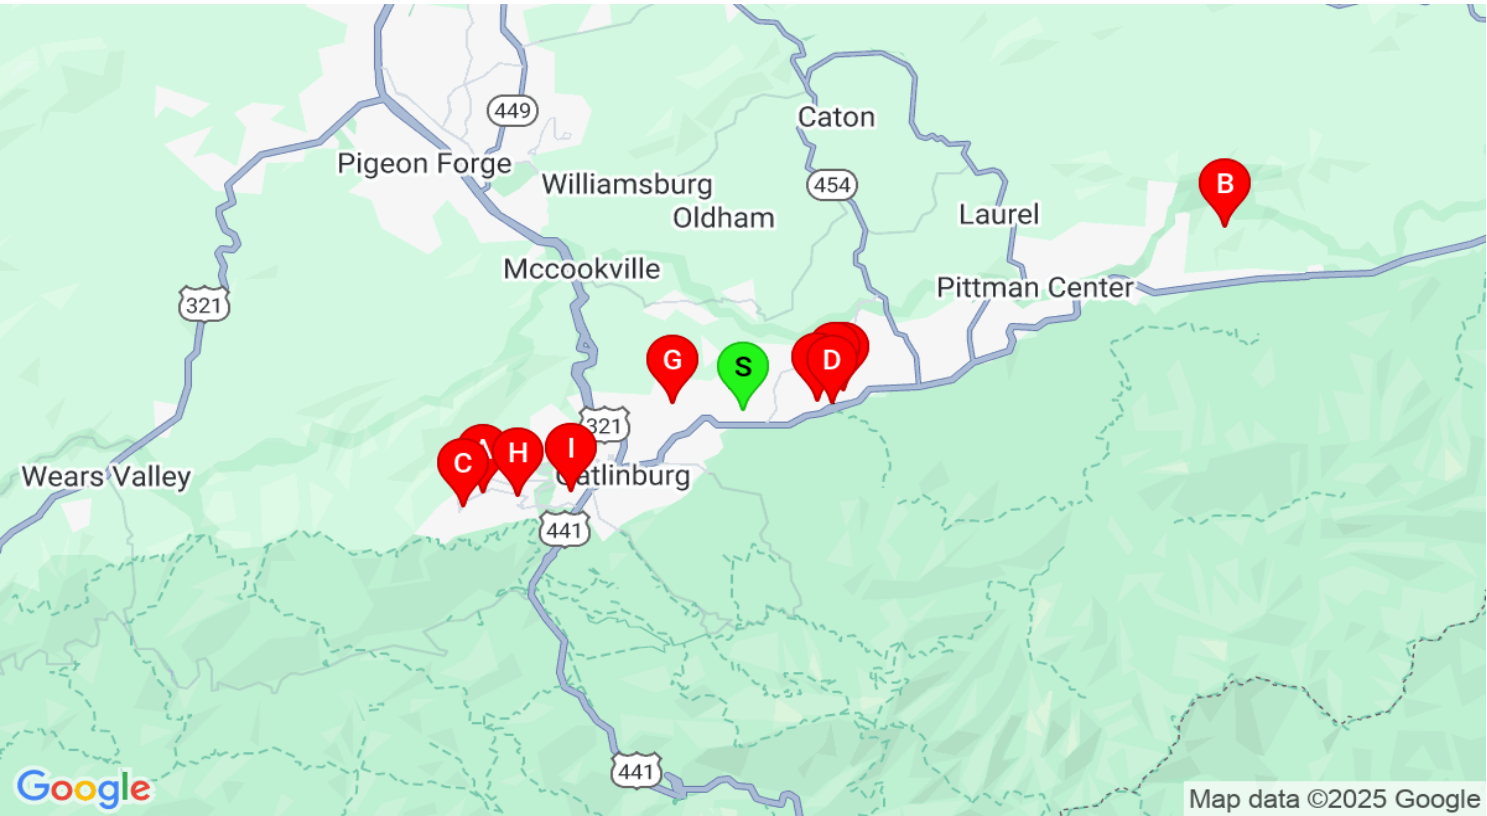 449
Caton
Pigeon Forge
Williamsburg
454
B
Oldham
Laurel
Mccookville
Pittman Center
321
G
S
D
321
A
H
I
C
Gatlinburg
Wears Valley
441
441
Google
Map data ©2025 Google